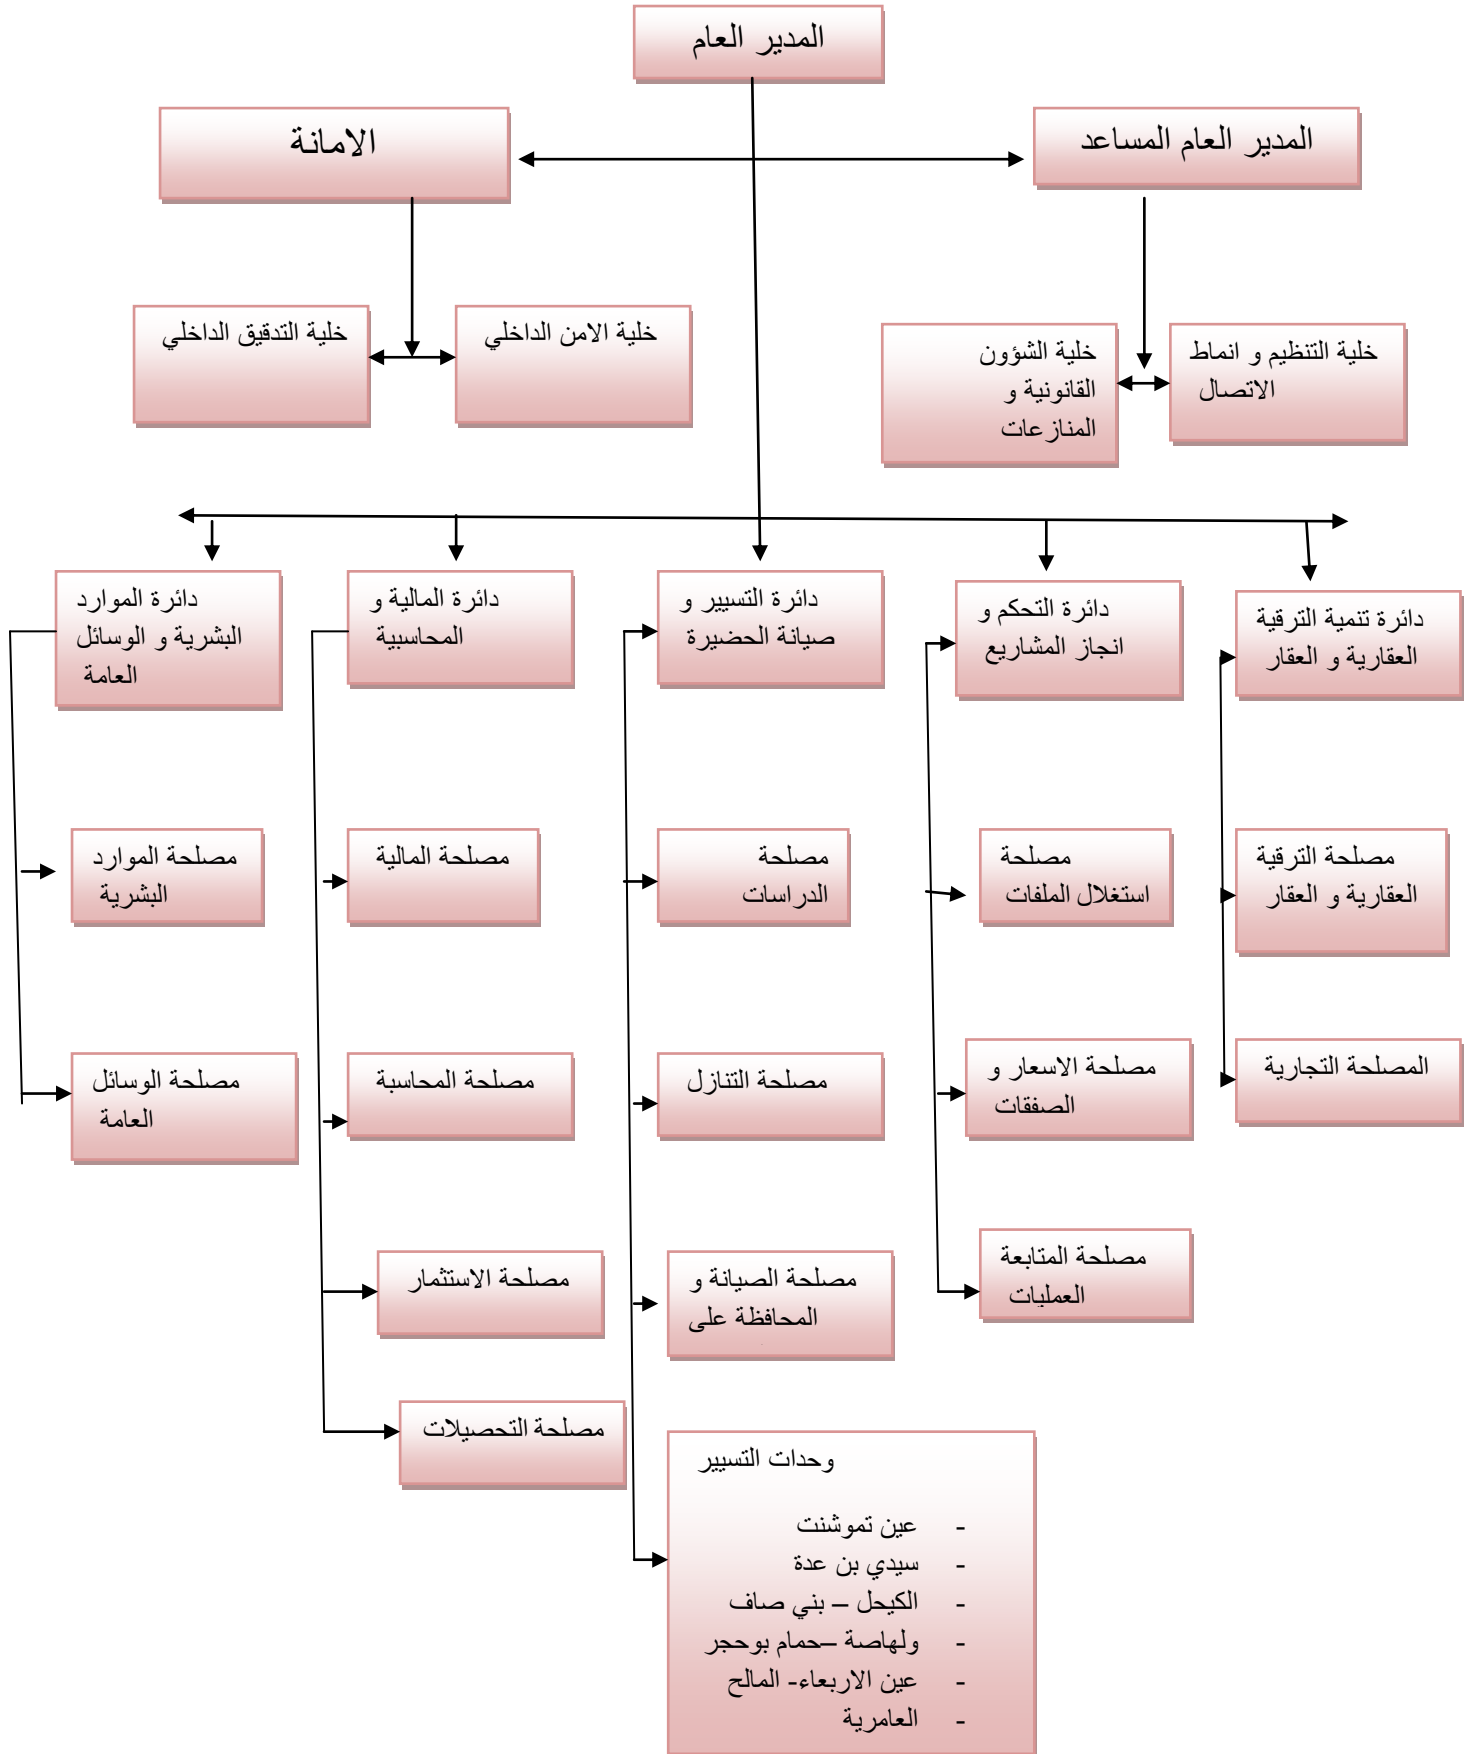 المدير العام
المدير العام المساعد
الامانة
خلية التنظيم و انماط
الاتصال
خلية الشؤون
القانونية و
المنازعات
خلية الامن الداخلي
خلية التدقيق الداخلي
دائرة تنمية الترقية
العقارية و العقار
دائرة التحكم و
انجاز المشاريع
دائرة التسيير و
صيانة الحضيرة
دائرة المالية و
المحاسبية
دائرة الموارد
البشرية و الوسائل
العامة
مصلحة الترقية
العقارية و العقار
مصلحة
استغلال الملفات
مصلحة
الدراسات
مصلحة المالية
مصلحة الموارد
البشرية
المصلحة التجارية
مصلحة الاسعار و
الصفقات
مصلحة التنازل
مصلحة المحاسبة
مصلحة الوسائل
العامة
مصلحة المتابعة
العمليات
مصلحة الصيانة و
المحافظة على
مصلحة الاستثمار
مصلحة التحصيلات
وحدات التسيير
- عين تموشنت
- سيدي بن عدة
- الكيحل – بني صاف
- ولهاصة –حمام بوحجر
- عين الاربعاء- المالح
- العامرية